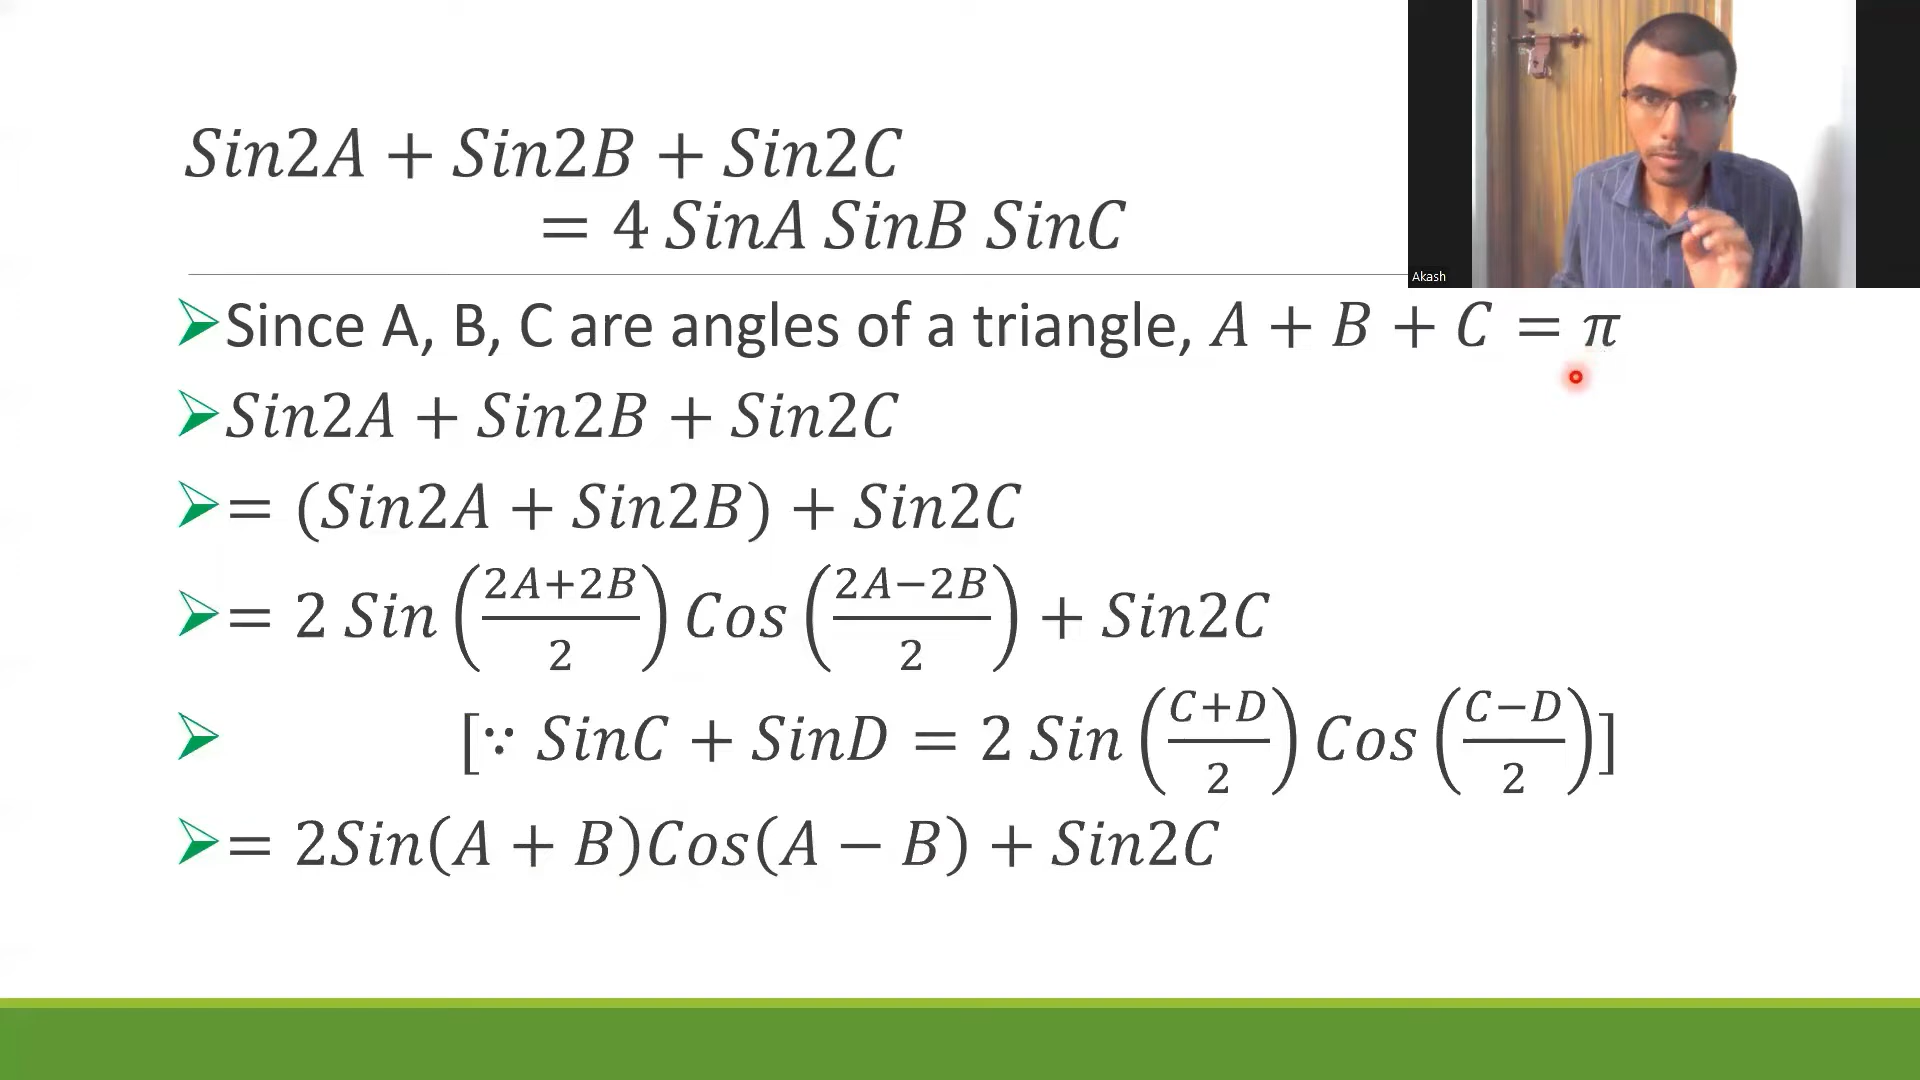 Sin2A + Sin2B + Sin2C
= 4 SinA SinB SinC
Akash
➢Since A, B, C are angles of a triangle, A + B + C = π
➢Sin2A + Sin2B + Sin2C
➢= (Sin2A + Sin2B) + Sin2C
➢= 2 Sin((2A+2B)/2) Cos((2A−2B)/2) + Sin2C
➢ [∵ SinC + SinD = 2 Sin((C+D)/2) Cos((C−D)/2)]
➢= 2Sin(A + B)Cos(A − B) + Sin2C